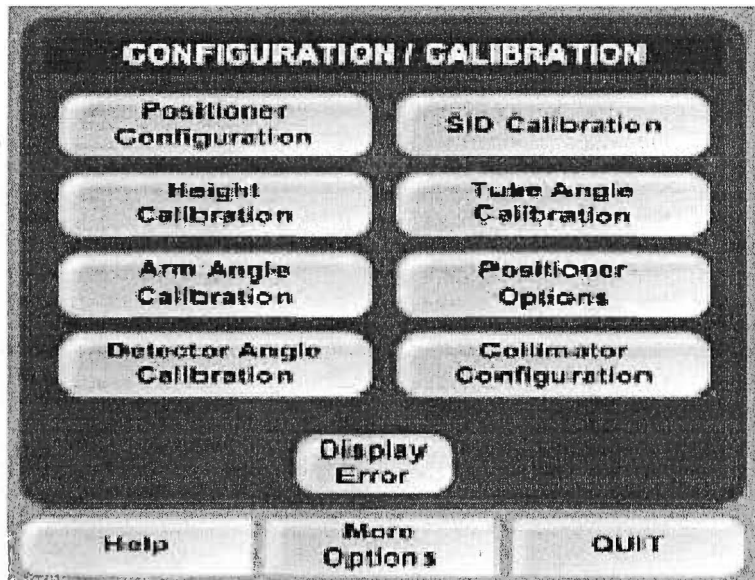 CONFIGURATION / CALIBRATION
Positioner
Configuration
SID Calibration
Height
Calibration
Tube Angle
Calibration
Arm Angle
Calibration
Positioner
Options
Detector Angle
Calibration
Collimator
Configuration
Display
Error
Help
More
Options
QUIT